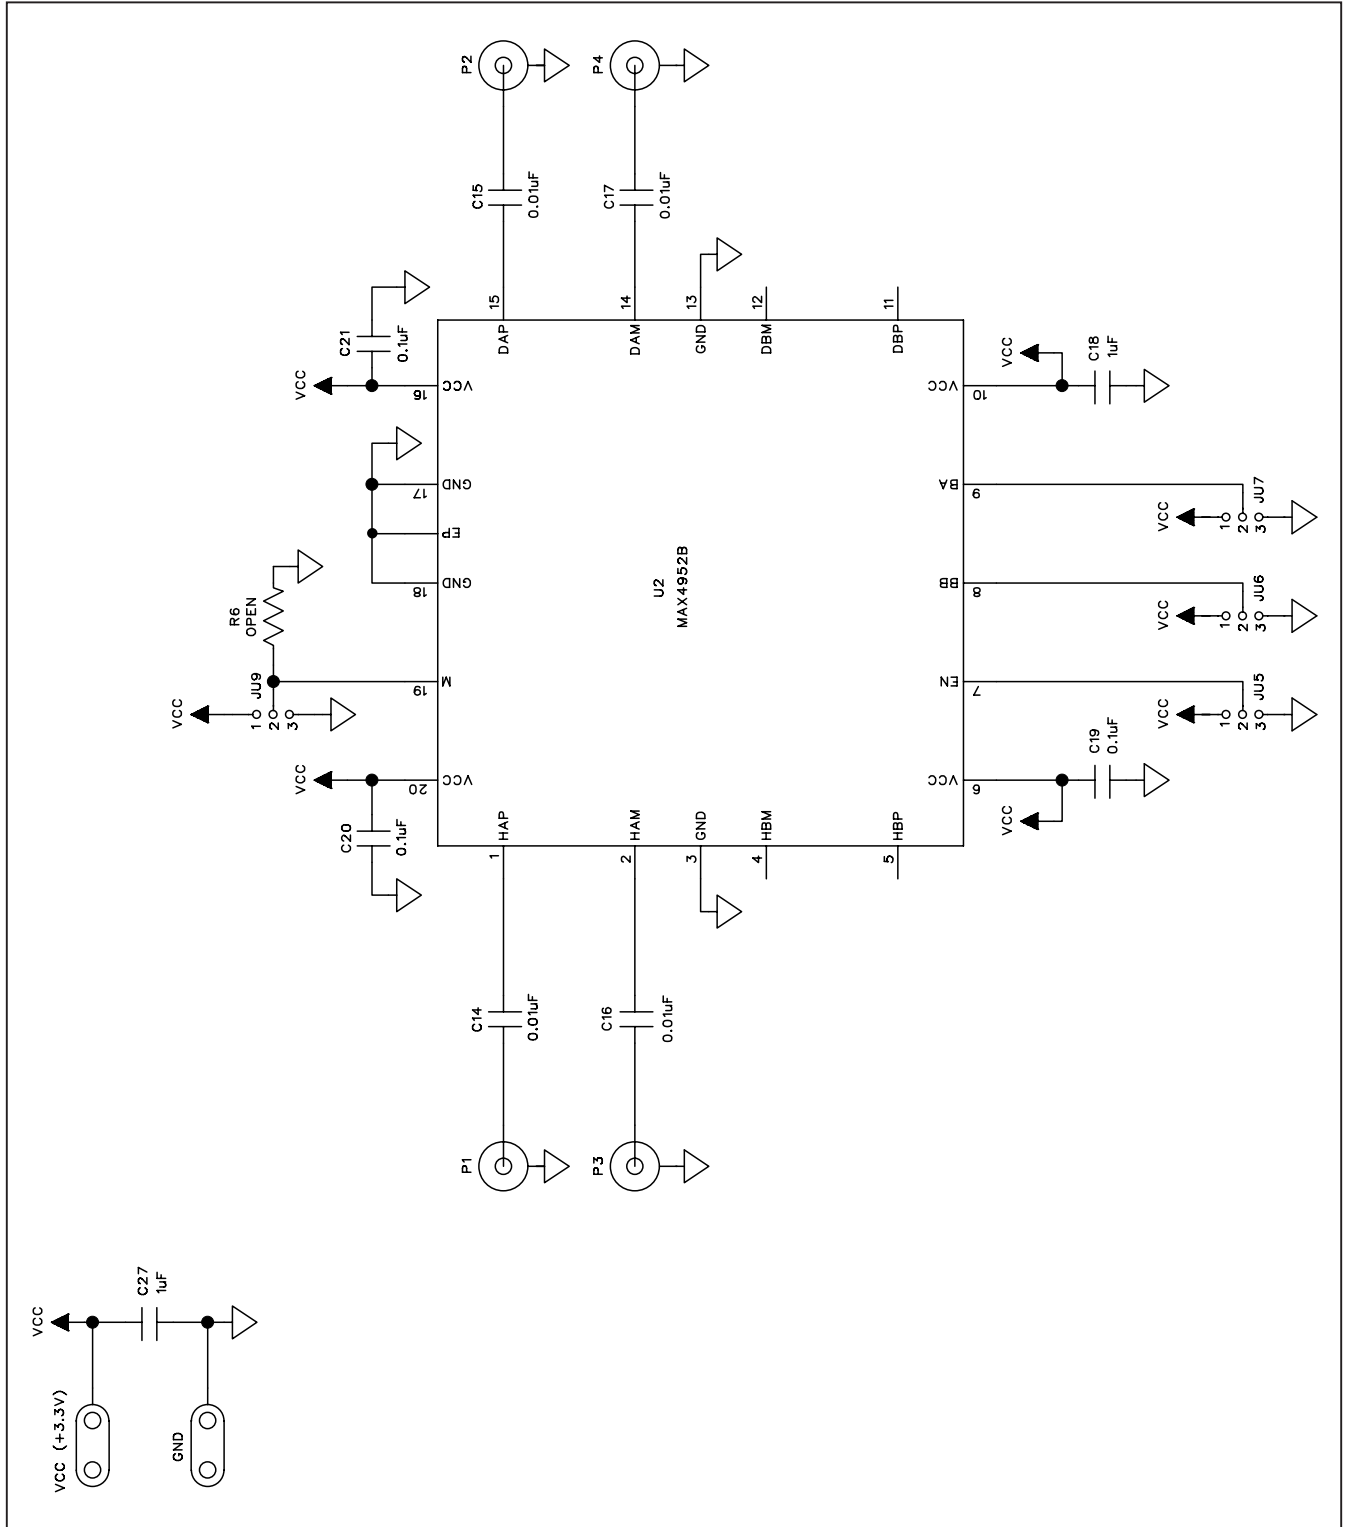 P2
P4
C15
0.01uF
C17
0.01uF
C21
0.1uF
VCC
15
DAP
14
DAM
13
GND
12
DBM
11
DBP
16
VCC
17
GND
EP
18
GND
19
M
20
VCC
R6
OPEN
VCC
JU9
1
2
3
VCC
C20
0.1uF
U2
MAX4952B
VCC
10
VCC
C18
1uF
BA
9
VCC
JU7
1
2
3
BB
8
VCC
JU6
1
2
3
EN
7
VCC
JU5
1
2
3
VCC
6
VCC
C19
0.1uF
HAP
1
HAM
2
GND
3
HBM
4
HBP
5
C14
0.01uF
C16
0.01uF
P1
P3
VCC
C27
1uF
VCC (+3.3V)
GND